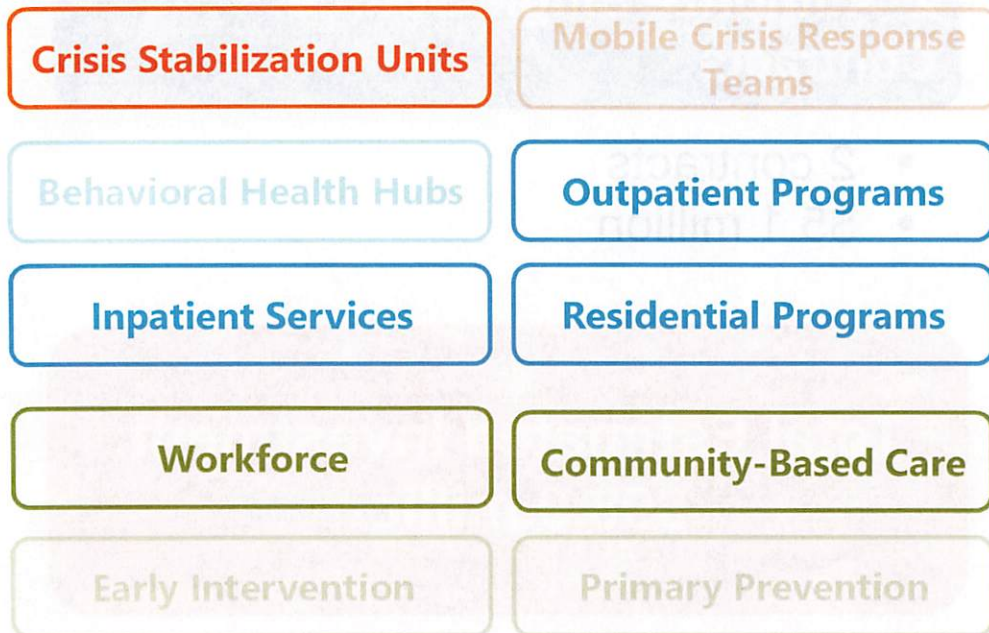 Crisis Stabilization Units
Mobile Crisis Response
Teams
Behavioral Health Hubs
Outpatient Programs
Inpatient Services
Residential Programs
Workforce
Community-Based Care
Early Intervention
Primary Prevention